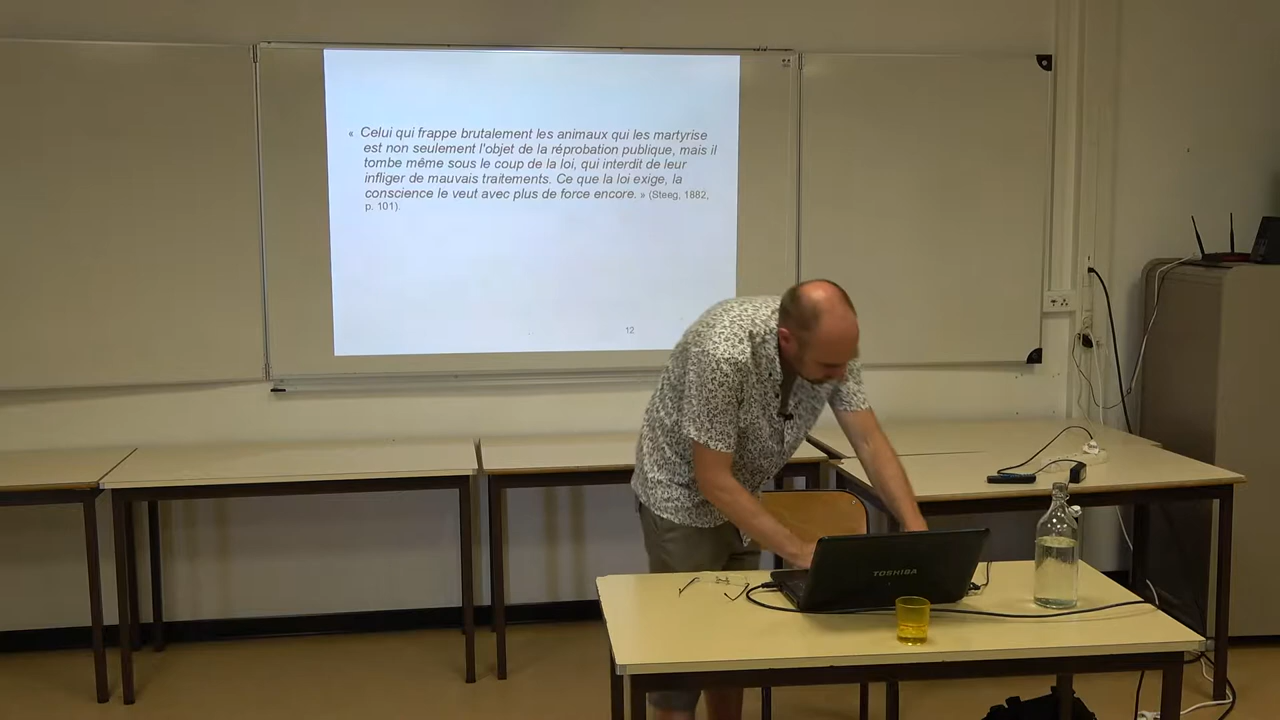 « Celui qui frappe brutalement les animaux qui les martyrise
est non seulement l'objet de la réprobation publique, mais il
tombe même sous le coup de la loi, qui interdit de leur
infliger de mauvais traitements. Ce que la loi exige, la
conscience le veut avec plus de force encore. » (Steeg, 1882,
p. 101).
12
TOSHIBA